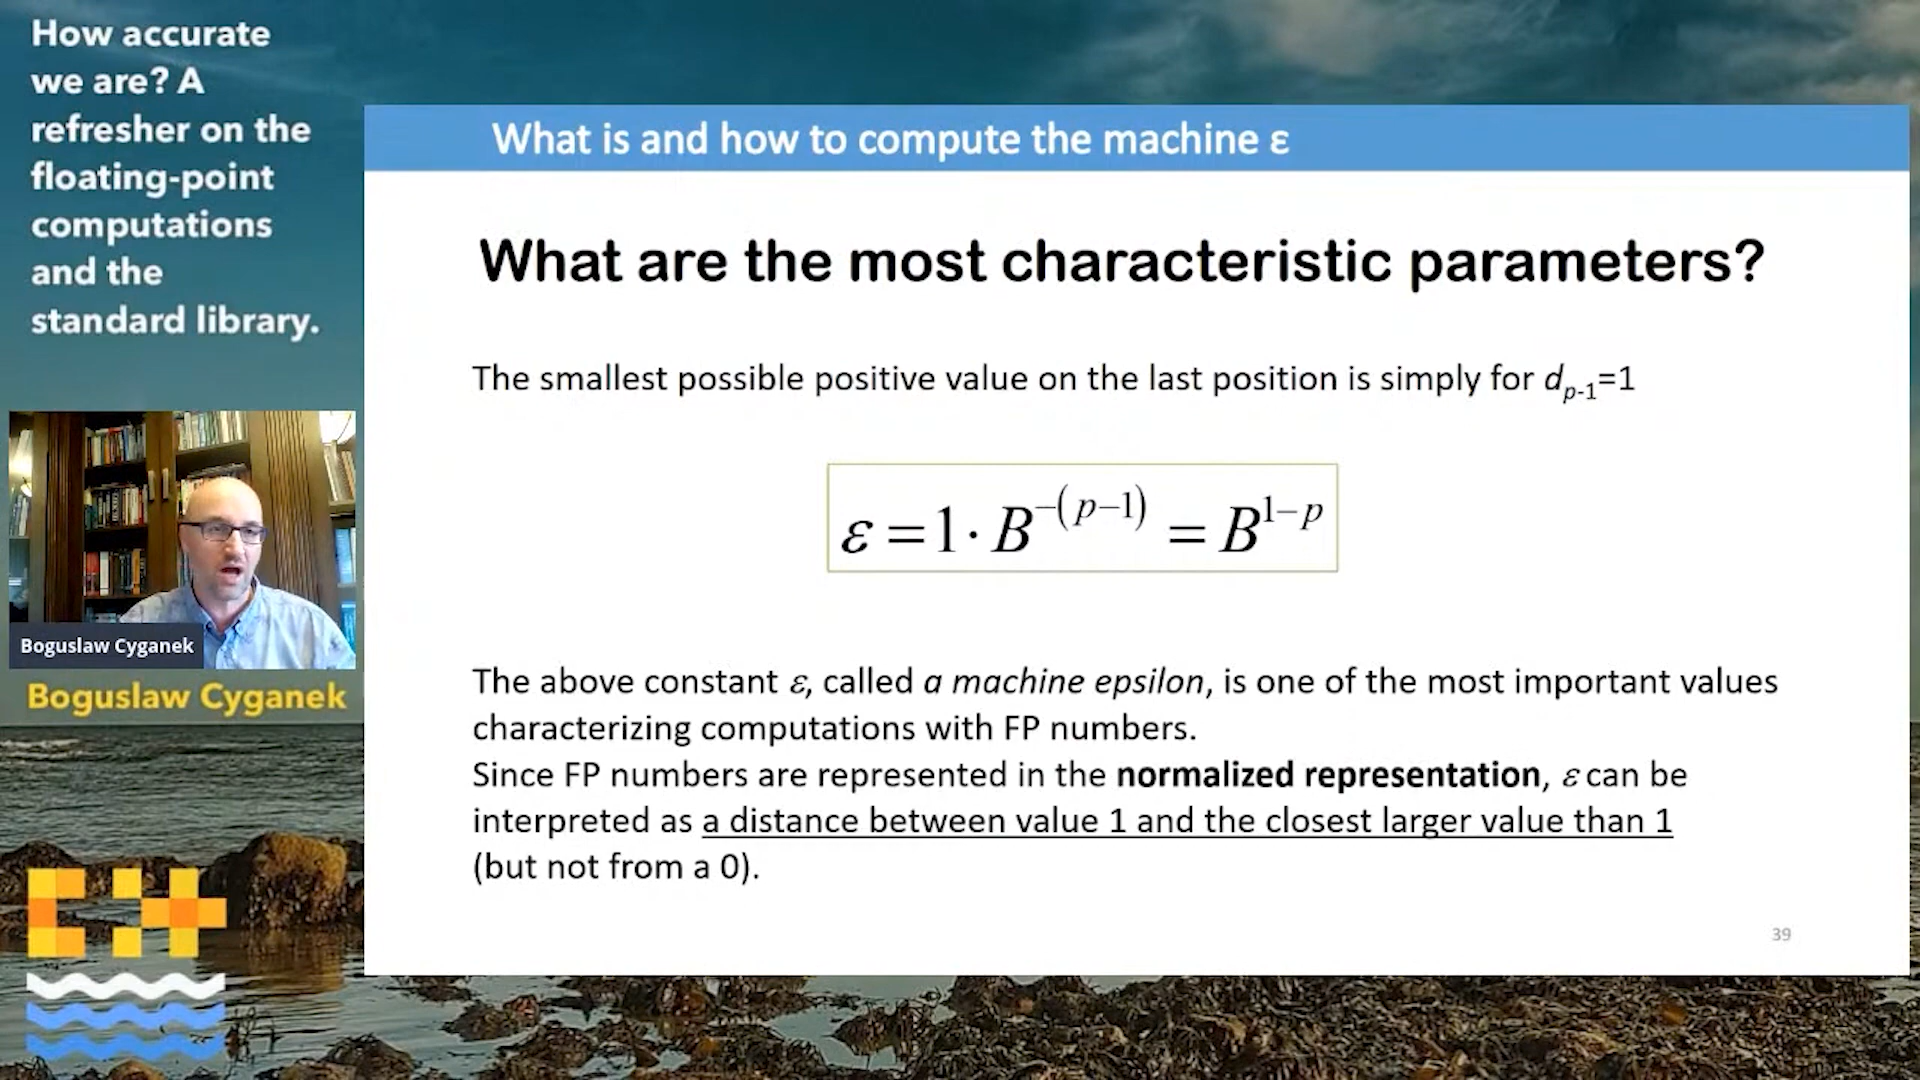 How accurate
we are? A
refresher on the
floating-point
computations
and the
standard library.
What is and how to compute the machine ε
What are the most characteristic parameters?
The smallest possible positive value on the last position is simply for dp-1=1
ε = 1 · B^-(p-1) = B^1-p
The above constant ε, called a machine epsilon, is one of the most important values
characterizing computations with FP numbers.
Since FP numbers are represented in the normalized representation, ε can be
interpreted as a distance between value 1 and the closest larger value than 1
(but not from a 0).
39
Boguslaw Cyganek
Boguslaw Cyganek